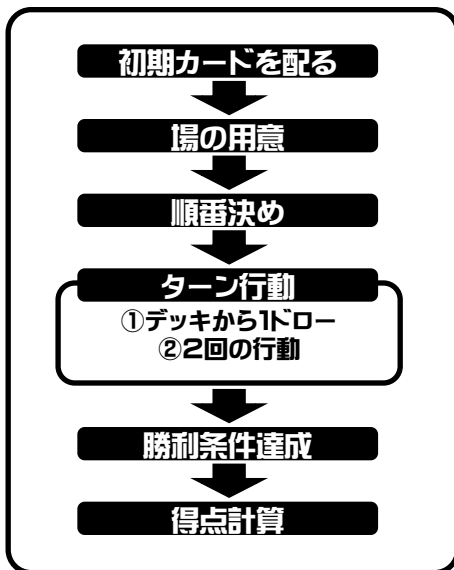 初期カードを配る
場の用意
順番決め
ターン行動
①デッキから1ドロー
②2回の行動
勝利条件達成
得点計算